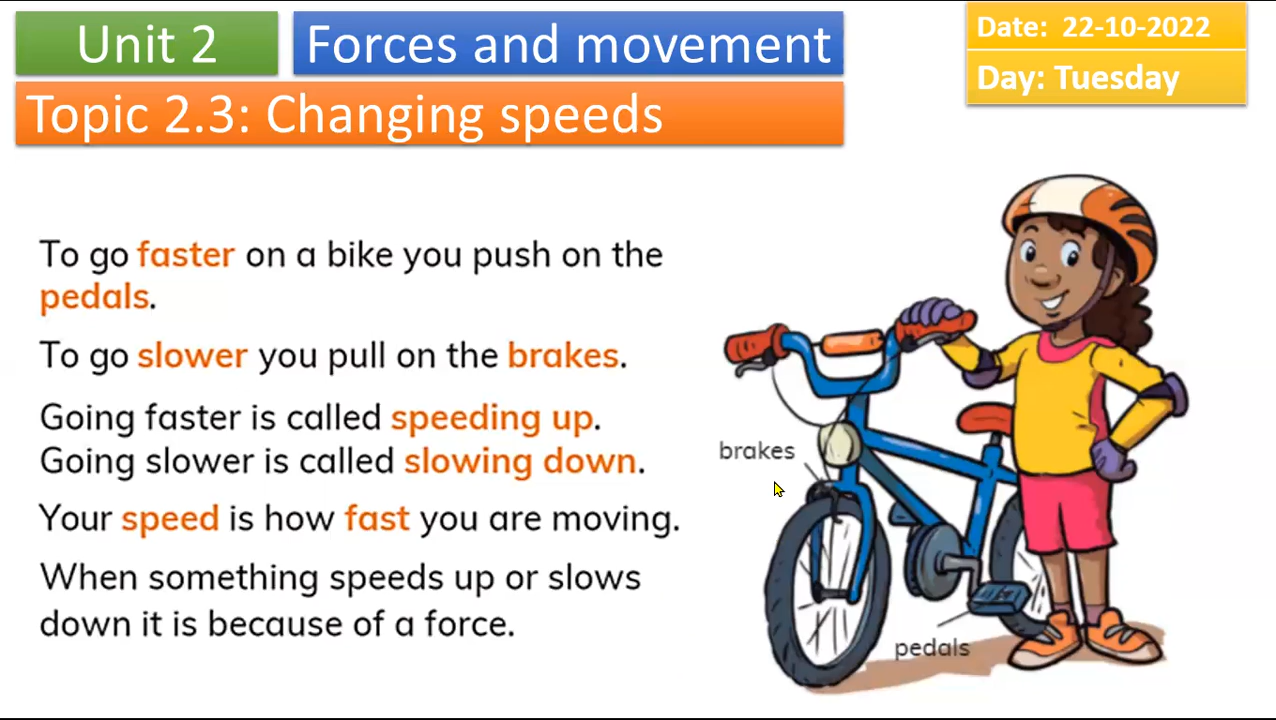 Unit 2
Forces and movement
Date: 22-10-2022
Day: Tuesday
Topic 2.3: Changing speeds
To go faster on a bike you push on the
pedals.
To go slower you pull on the brakes.
Going faster is called speeding up.
Going slower is called slowing down.
Your speed is how fast you are moving.
When something speeds up or slows
down it is because of a force.
brakes
pedals